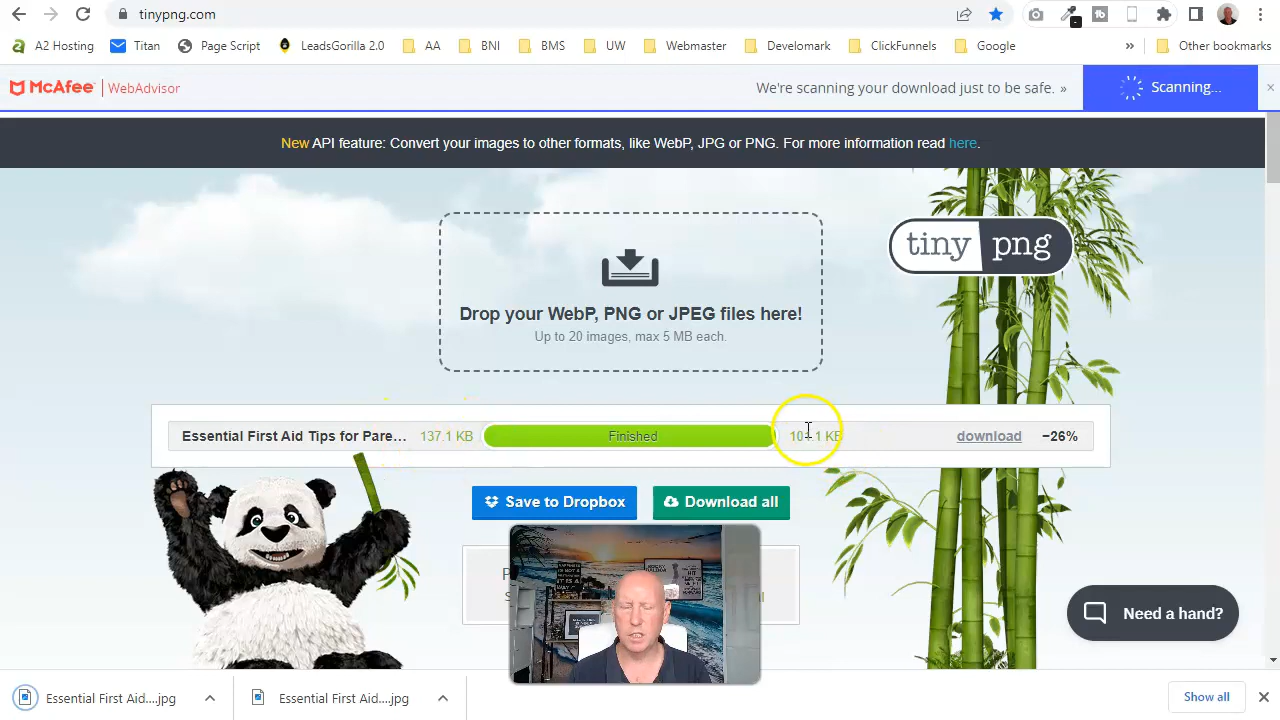 tinypng.com
A2 Hosting
Titan
Page Script
LeadsGorilla 2.0
AA
BNI
BMS
UW
Webmaster
Develomark
ClickFunnels
Google
»
Other bookmarks
McAfee | WebAdvisor
We're scanning your download just to be safe. »
Scanning...
×
New API feature: Convert your images to other formats, like WebP, JPG or PNG. For more information read here.
tiny png
Drop your WebP, PNG or JPEG files here!
Up to 20 images, max 5 MB each.
Essential First Aid Tips for Pare... 137.1 KB Finished KB download −26%
Save to Dropbox
Download all
Need a hand?
Essential First Aid....jpg
Essential First Aid....jpg
Show all